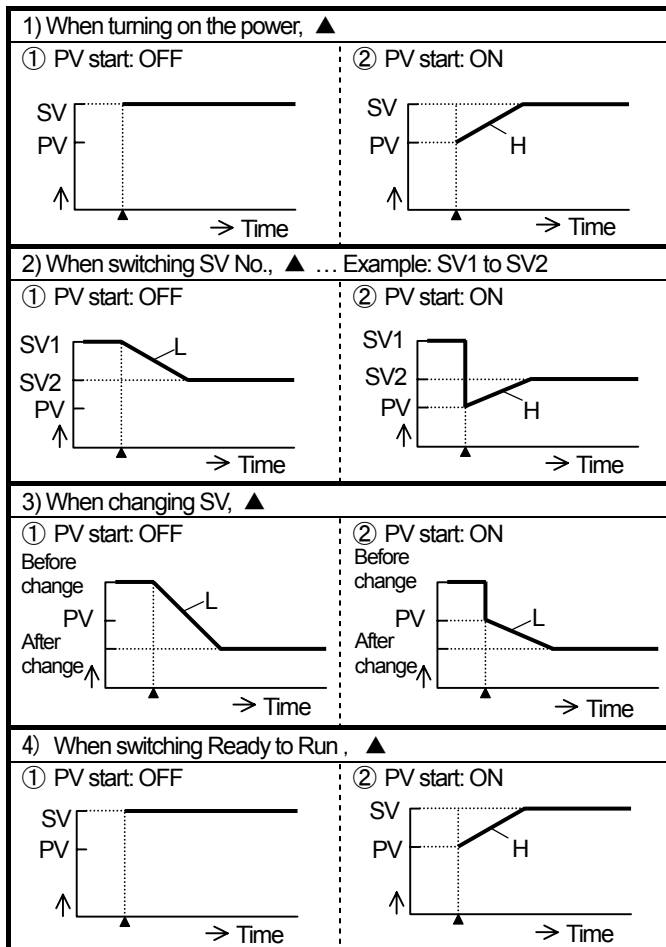 1) When turning on the power, ▲
① PV start: OFF
SV
PV
↑
→ Time
② PV start: ON
SV
PV
H
↑
→ Time
2) When switching SV No., ▲ … Example: SV1 to SV2
① PV start: OFF
SV1
L
SV2
PV
↑
→ Time
② PV start: ON
SV1
SV2
PV
H
↑
→ Time
3) When changing SV, ▲
① PV start: OFF
Before
change
L
PV
After
change ↑
→ Time
② PV start: ON
Before
change
PV
L
After
change ↑
→ Time
4) When switching Ready to Run , ▲
① PV start: OFF
SV
PV
↑
→ Time
② PV start: ON
SV
PV
H
↑
→ Time